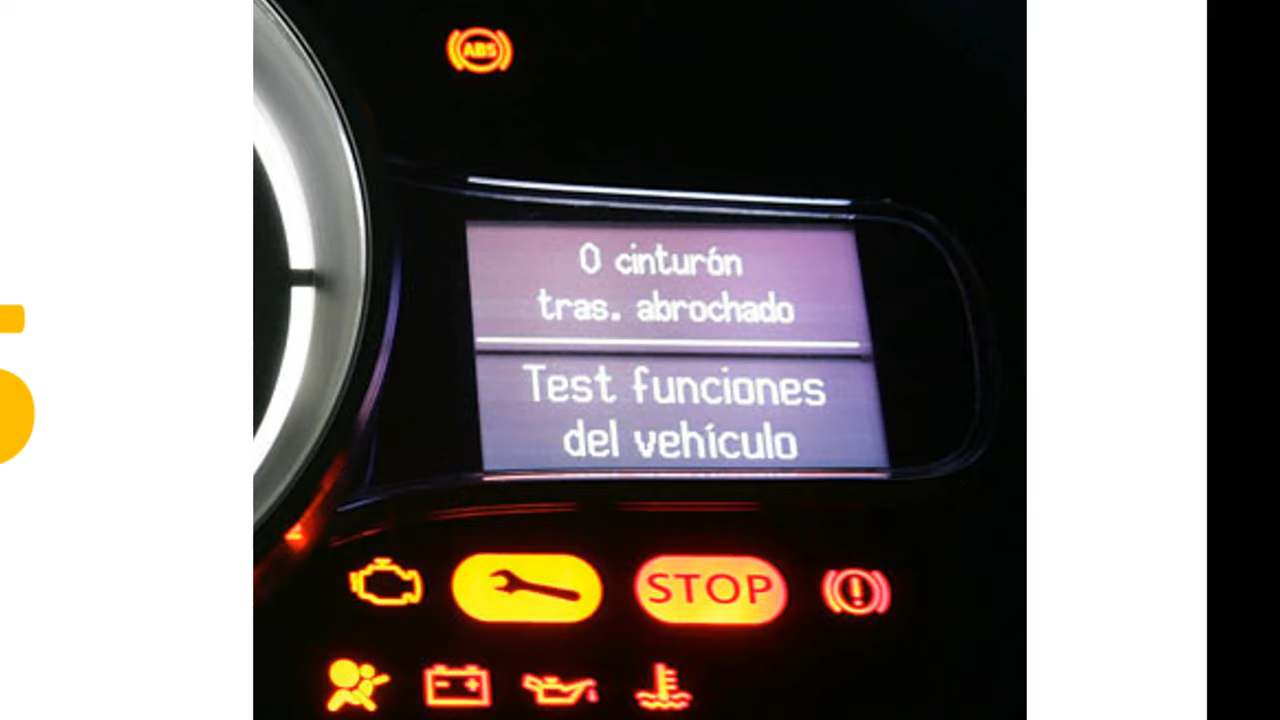 ABS
0 cinturón
tras. abrochado
Test funciones
del vehículo
STOP